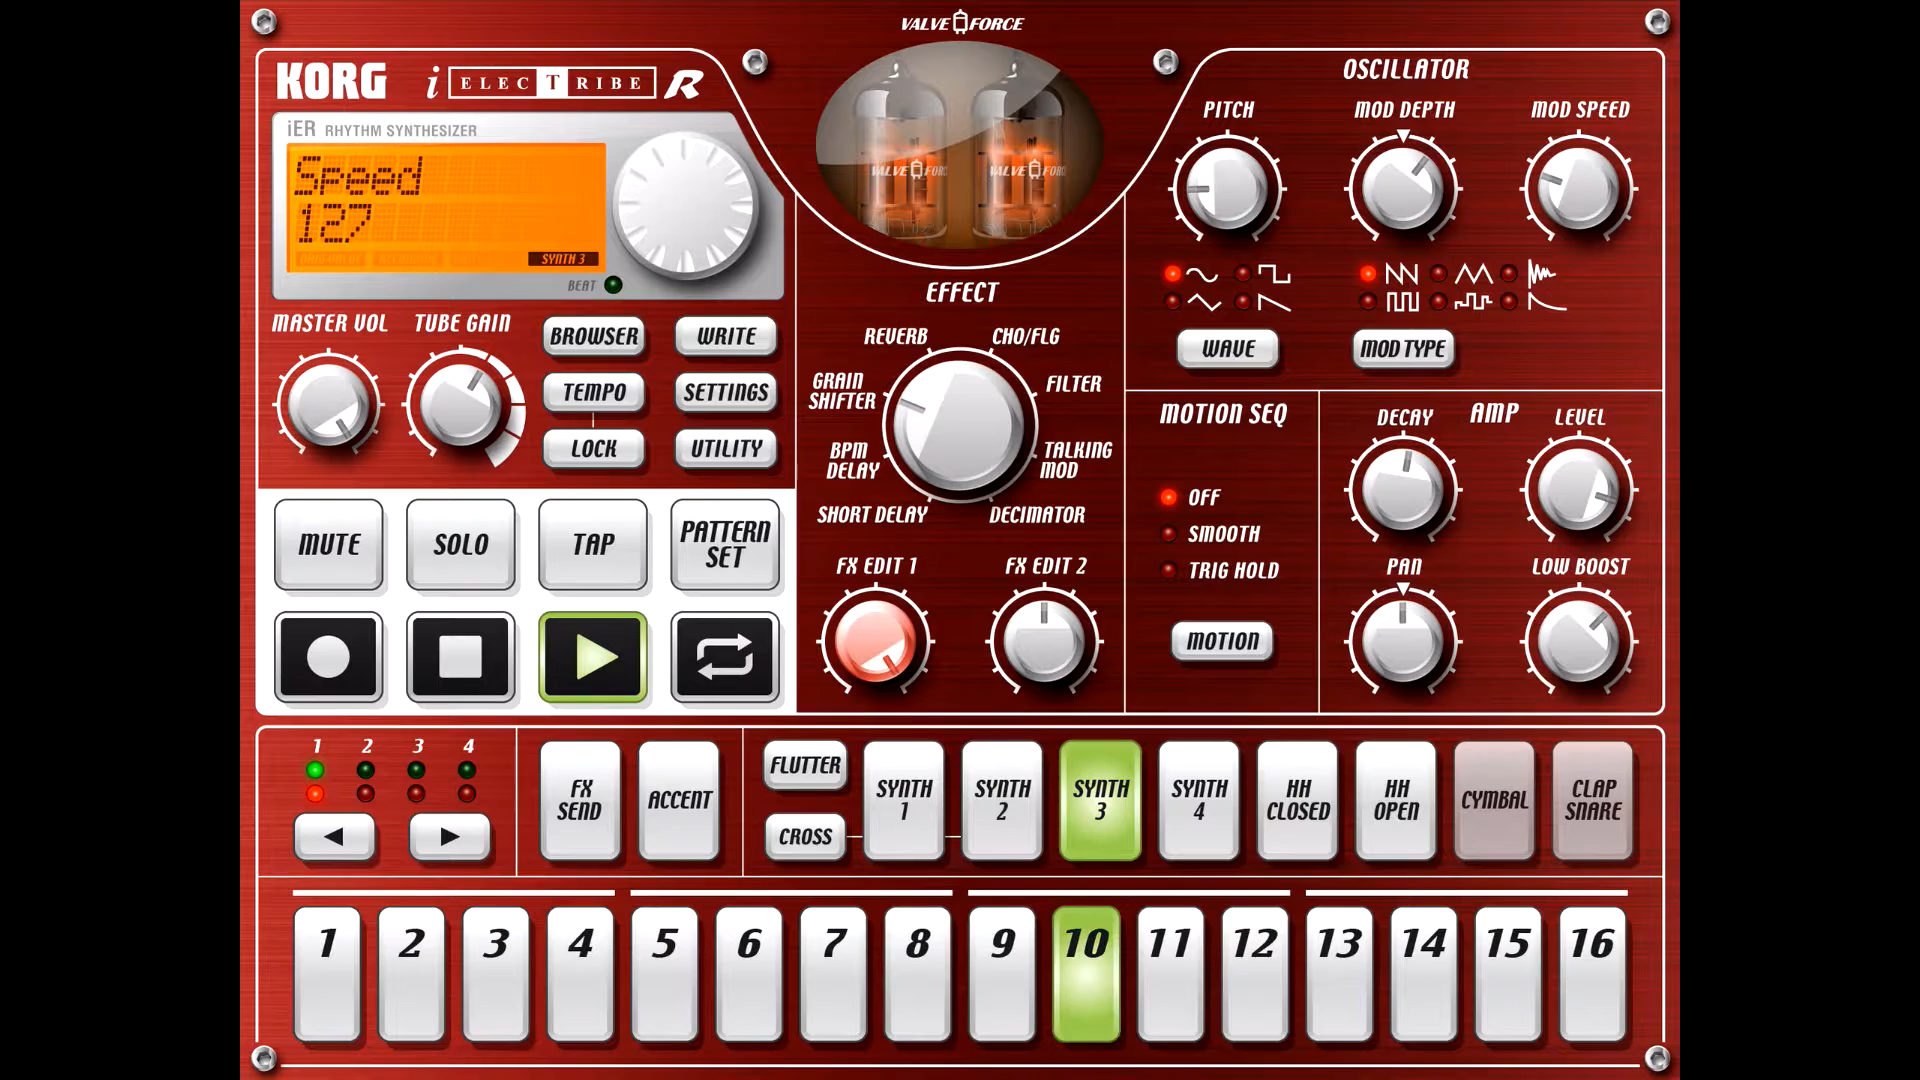 VALVE FORCE
KORG i ELECTRIBE R
iER RHYTHM SYNTHESIZER
Speed
127
SYNTH 3
BEAT
MASTER VOL
TUBE GAIN
BROWSER
WRITE
TEMPO
SETTINGS
LOCK
UTILITY
MUTE
SOLO
TAP
PATTERN
SET
VALVE FORC
VALVE FORC
EFFECT
REVERB
CHO/FLG
GRAIN
SHIFTER
FILTER
BPM
DELAY
TALKING
MOD
SHORT DELAY
DECIMATOR
FX EDIT 1
FX EDIT 2
OSCILLATOR
PITCH
MOD DEPTH
MOD SPEED
WAVE
MOD TYPE
MOTION SEQ
OFF
SMOOTH
TRIG HOLD
MOTION
AMP
DECAY
LEVEL
PAN
LOW BOOST
1 2 3 4
◀ ▶
FX
SEND
ACCENT
FLUTTER
CROSS
SYNTH
1
SYNTH
2
SYNTH
3
SYNTH
4
HH
CLOSED
HH
OPEN
CYMBAL
CLAP
SNARE
1 2 3 4 5 6 7 8 9 10 11 12 13 14 15 16